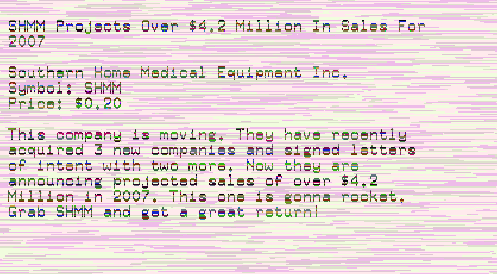 SHMM Projects Over $4.2 Million In Sales For
2007
Southern Home Medical Equipment Inc.
Symbol: SHMM
Price: $0.20
This company is moving. They have recently
acquired 3 new companies and signed letters
of intent with two more. Now they are
announcing projected sales of over $4.2
Million in 2007. This one is gonna rocket.
Grab SHMM and get a great return!